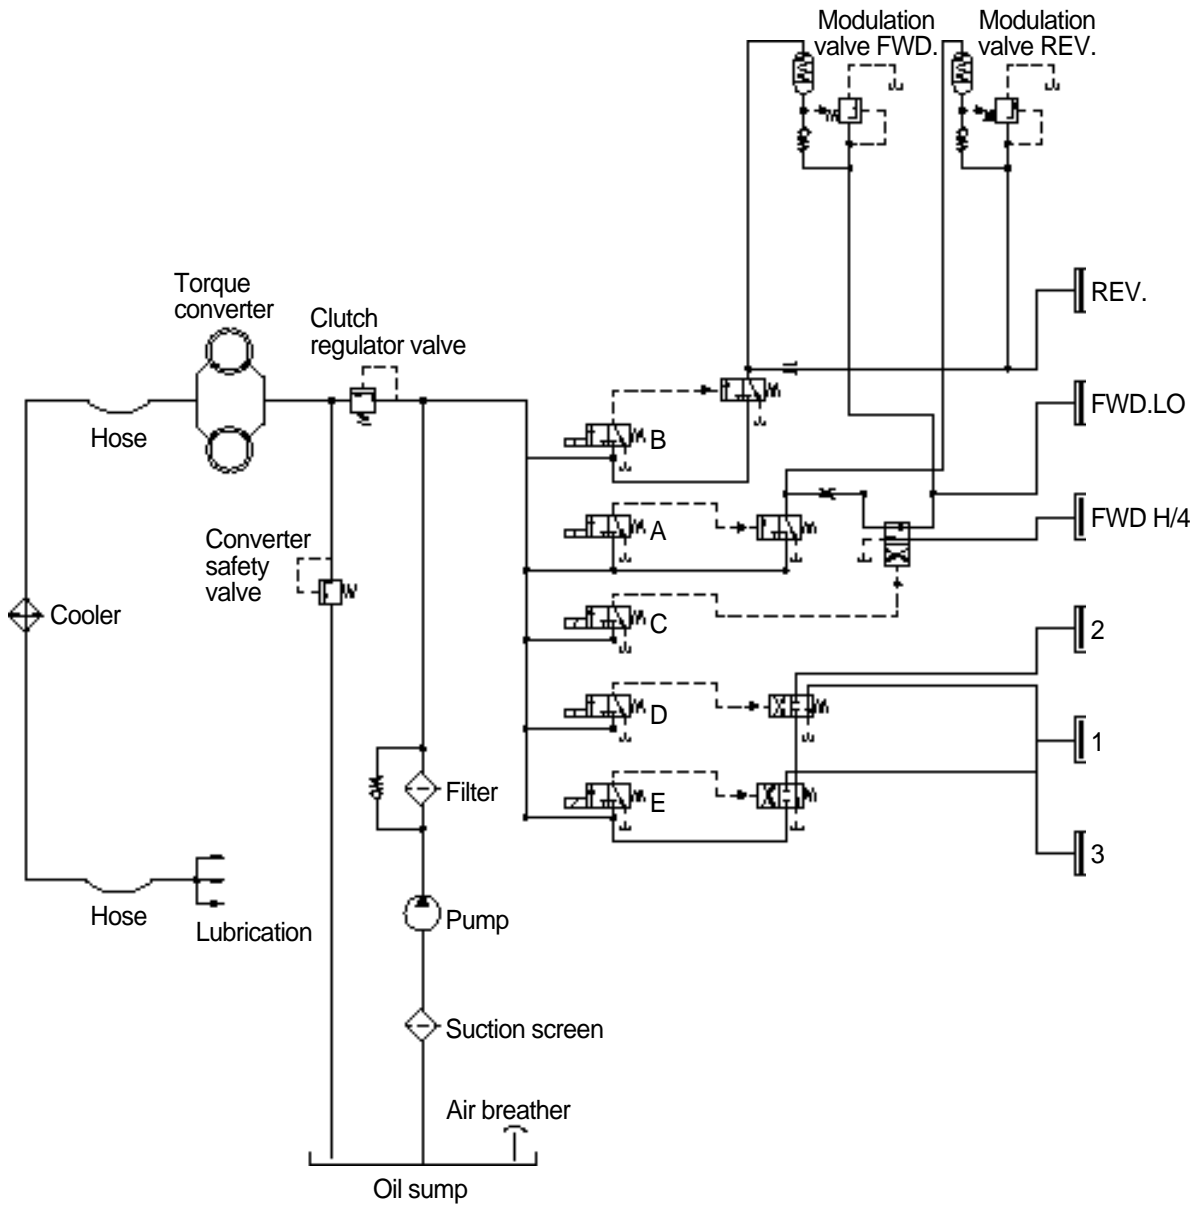 Modulation
valve FWD.
Modulation
valve REV.
Torque
converter
Clutch
regulator valve
REV.
FWD.LO
Hose
B
FWD H/4
A
Converter
safety
valve
Cooler
C
2
D
1
Filter
E
3
Hose
Lubrication
Pump
Suction screen
Air breather
Oil sump